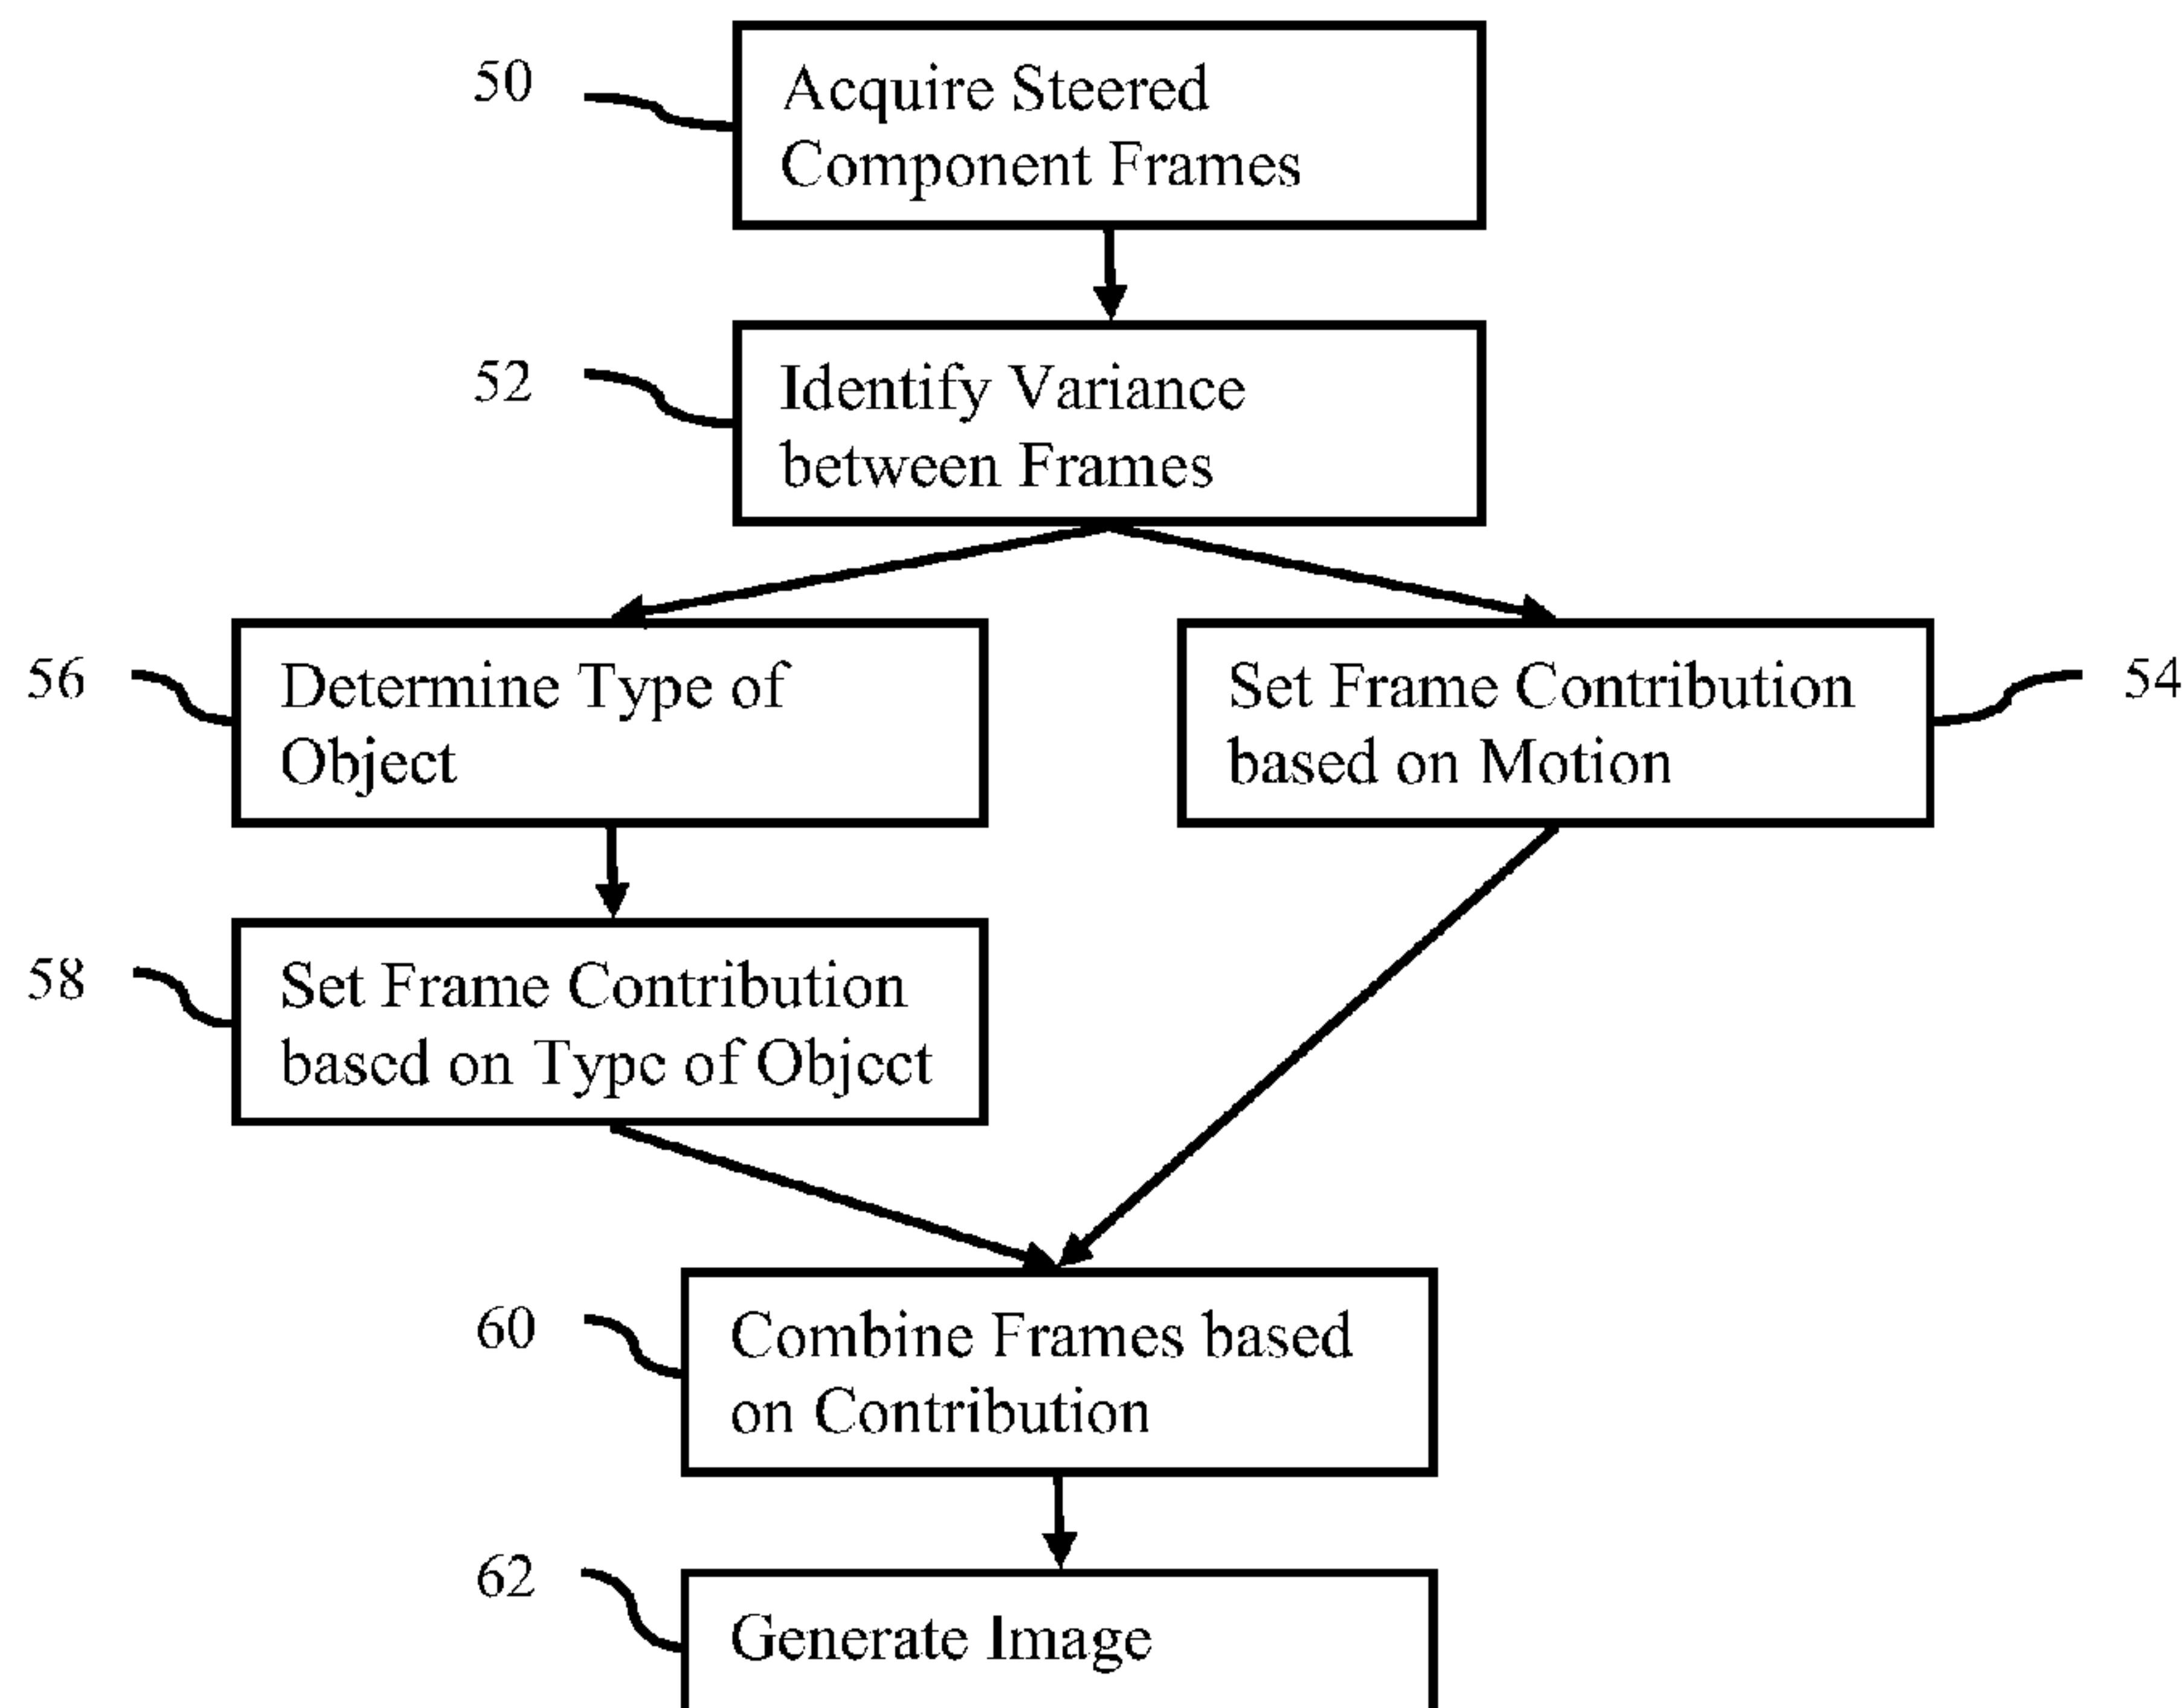 50
Acquire Steered
Component Frames
52
Identify Variance
between Frames
56
Determine Type of
Object
Set Frame Contribution
based on Motion
54
58
Set Frame Contribution
based on Type of Object
60
Combine Frames based
on Contribution
62
Generate Image